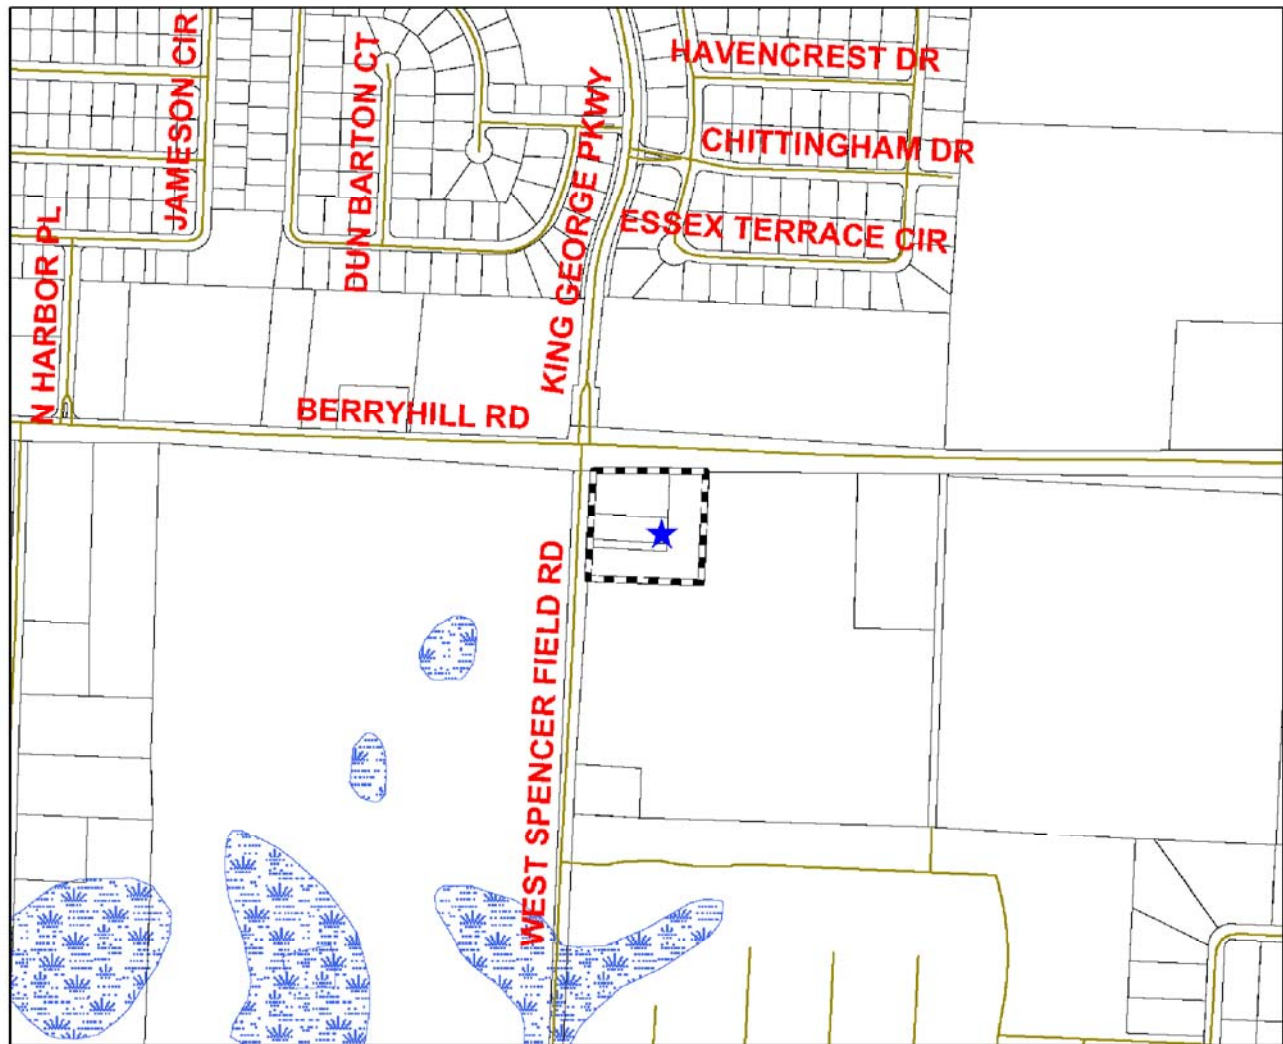 HAVENCREST DR
JAMESON CIR
DUN BARTON CT
KING GEORGE PKWY
CHITTINGHAM DR
ESSEX TERRACE CIR
N HARBOR PL
BERRYHILL RD
WEST SPENCER FIELD RD